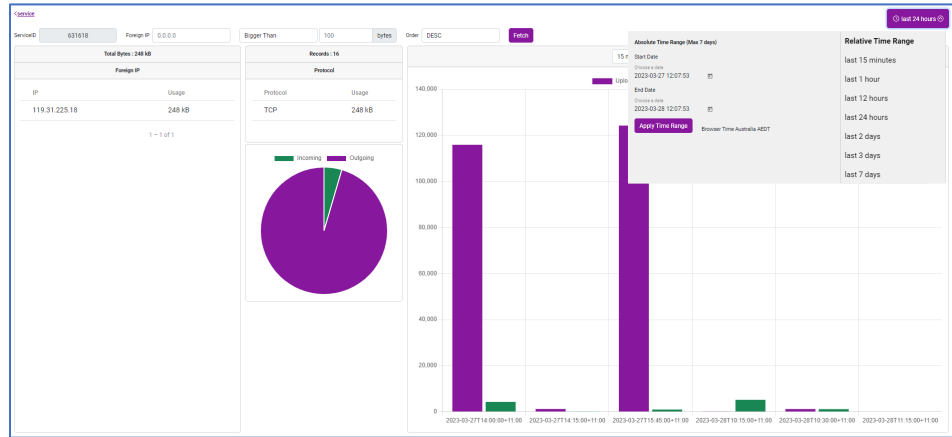 <service
last 24 hours
ServiceID 631618 Foreign IP 0.0.0.0 Bigger Than 100 bytes Order DESC Fetch
Total Bytes : 248 kB
Foreign IP
IP Usage
119.31.225.18 248 kB
1 – 1 of 1
Records : 16
Protocol
Protocol Usage
TCP 248 kB
Incoming Outgoing
15
Uplo
140,000
120,000
100,000
80,000
60,000
40,000
20,000
0
2023-03-27T14:00:00+11:00 2023-03-27T14:15:00+11:00 2023-03-27T15:45:00+11:00 2023-03-28T10:15:00+11:00 2023-03-28T10:30:00+11:00 2023-03-28T11:15:00+11:00
Absolute Time Range (Max 7 days)
Start Date
Choose a date
2023-03-27 12:07:53
End Date
Choose a date
2023-03-28 12:07:53
Apply Time Range Browser Time Australia AEDT
Relative Time Range
last 15 minutes
last 1 hour
last 12 hours
last 24 hours
last 2 days
last 3 days
last 7 days